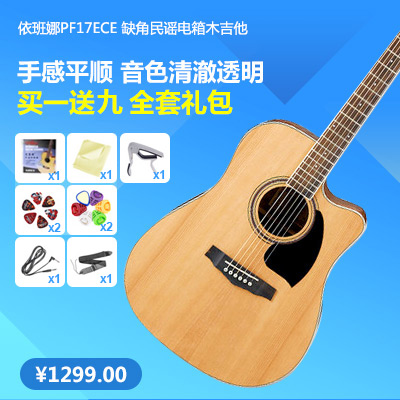 依班娜PF17ECE 缺角民谣电箱木吉他
手感平顺 音色清澈透明
买一送九 全套礼包
x1 x1 x1
x2 x2
x1 x1
¥1299.00